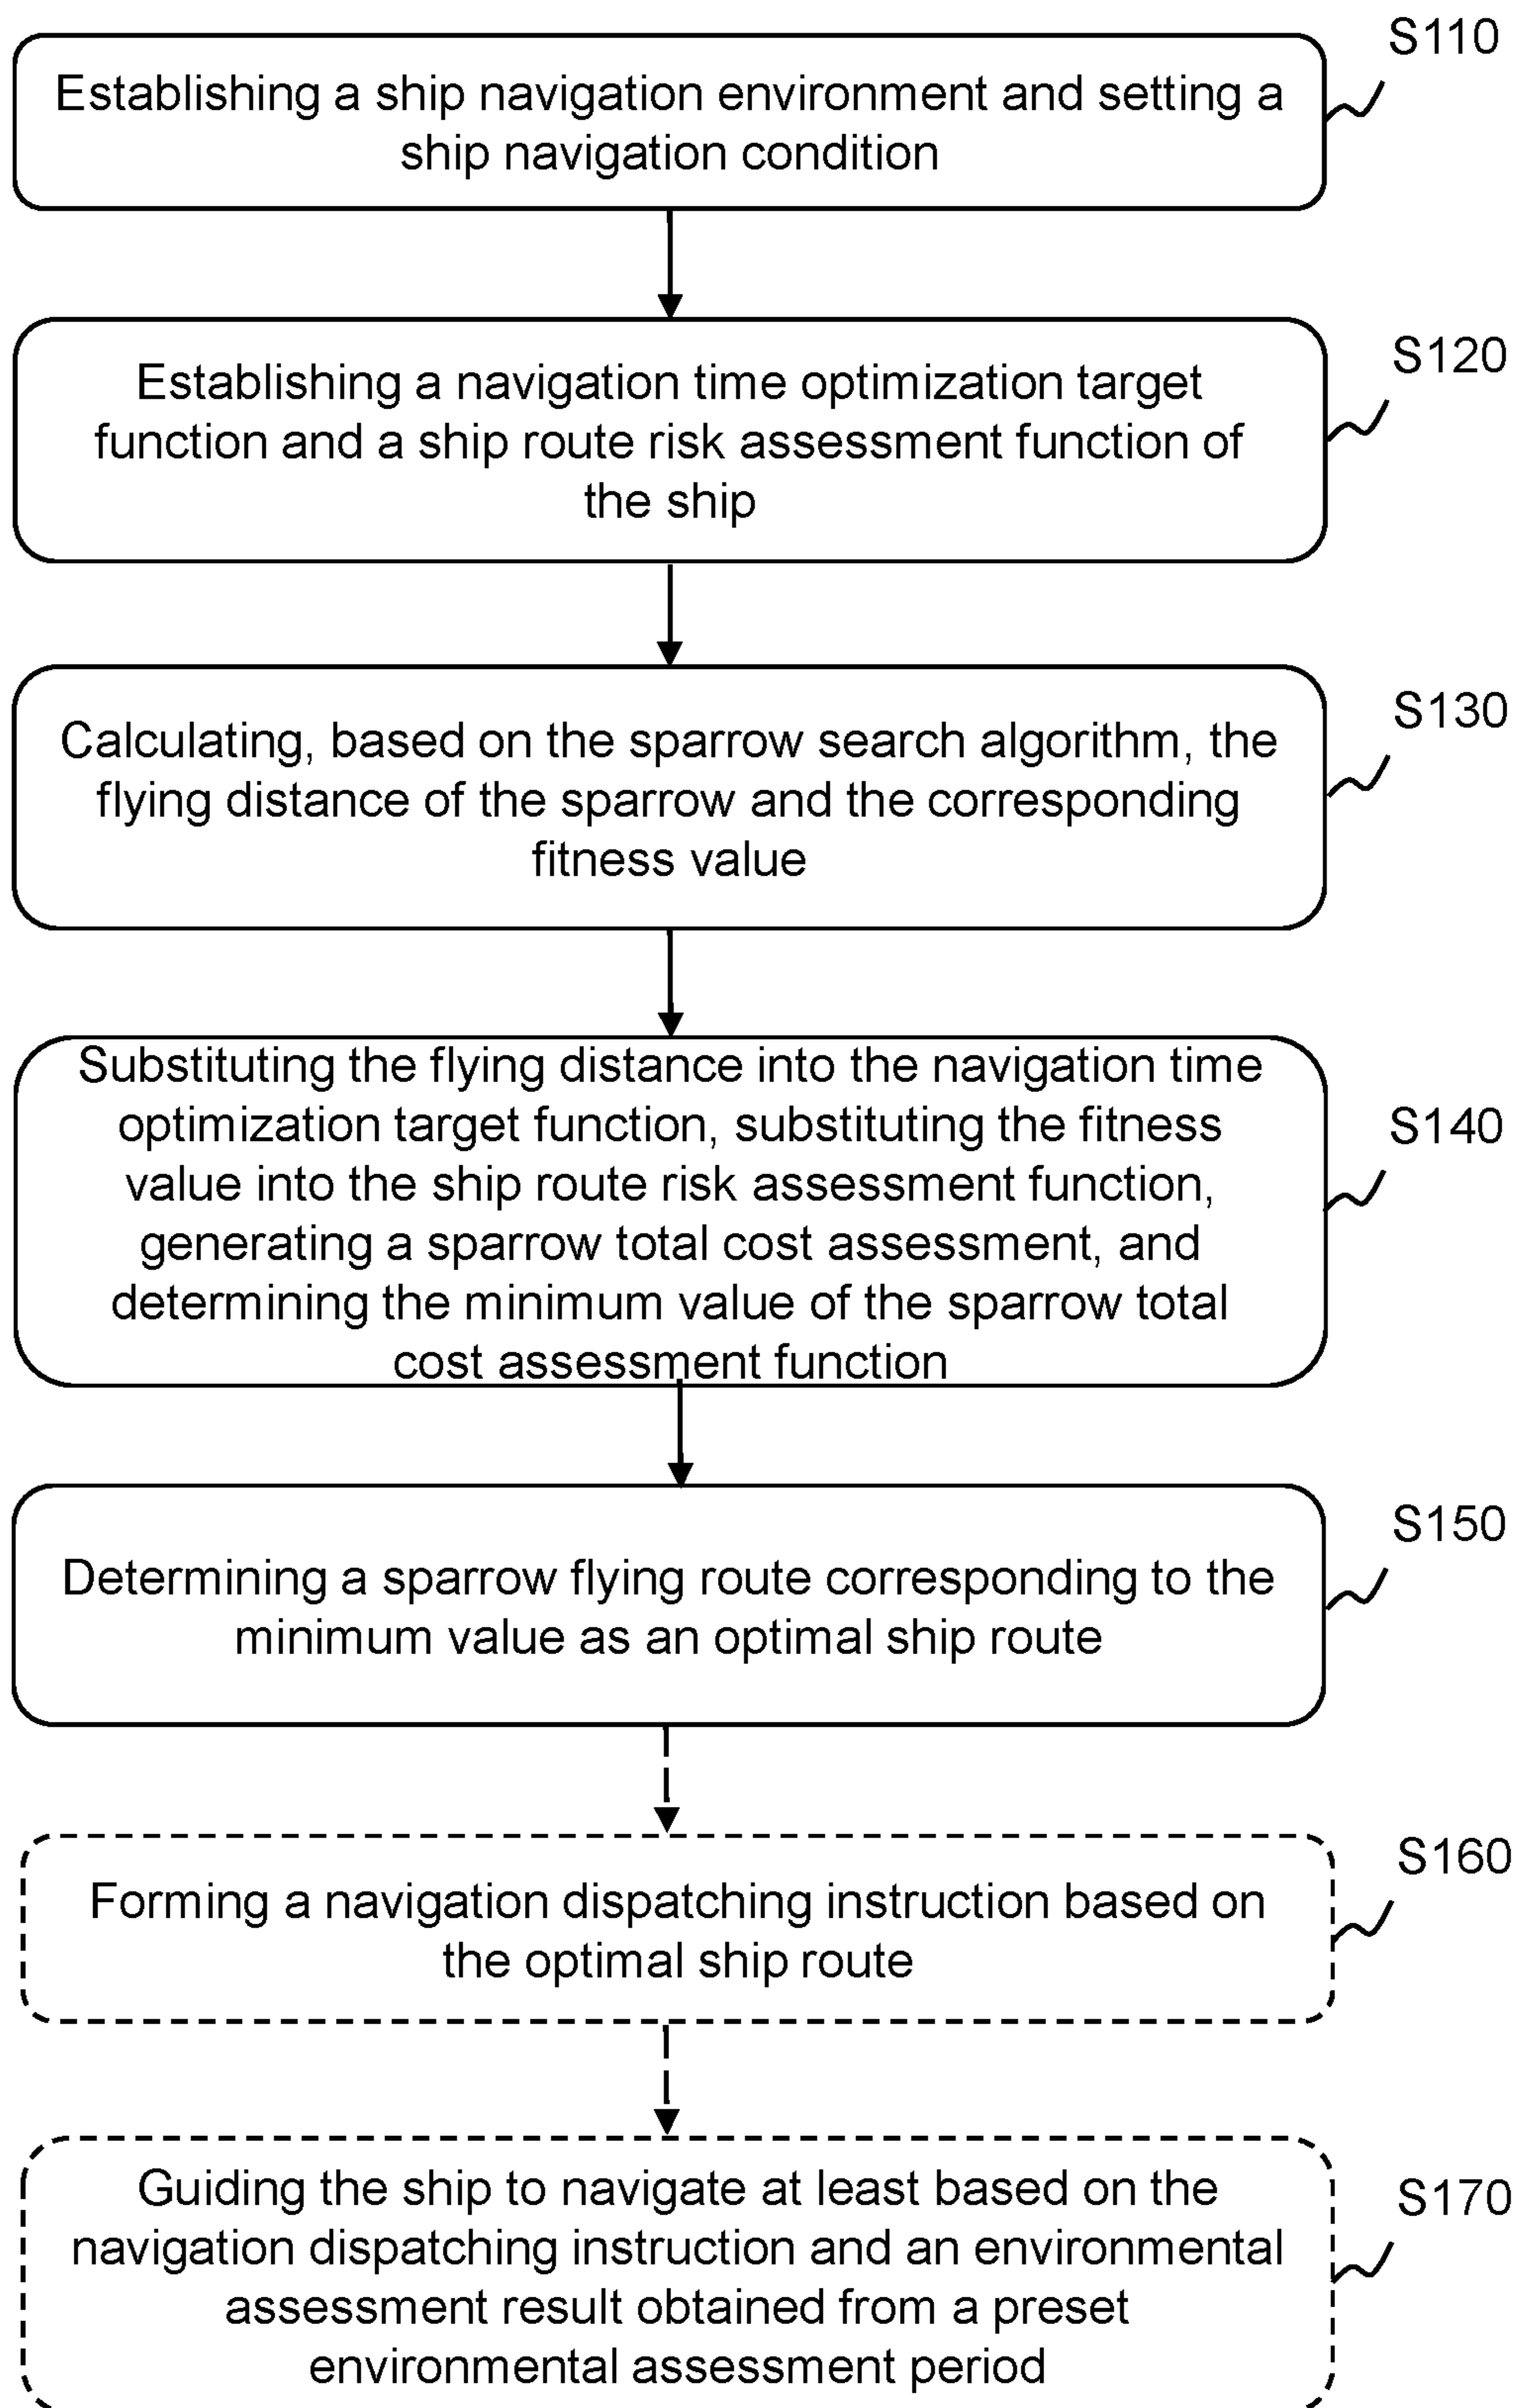 S110
Establishing a ship navigation environment and setting a
ship navigation condition
S120
Establishing a navigation time optimization target
function and a ship route risk assessment function of
the ship
S130
Calculating, based on the sparrow search algorithm, the
flying distance of the sparrow and the corresponding
fitness value
S140
Substituting the flying distance into the navigation time
optimization target function, substituting the fitness
value into the ship route risk assessment function,
generating a sparrow total cost assessment, and
determining the minimum value of the sparrow total
cost assessment function
S150
Determining a sparrow flying route corresponding to the
minimum value as an optimal ship route
S160
Forming a navigation dispatching instruction based on
the optimal ship route
S170
Guiding the ship to navigate at least based on the
navigation dispatching instruction and an environmental
assessment result obtained from a preset
environmental assessment period